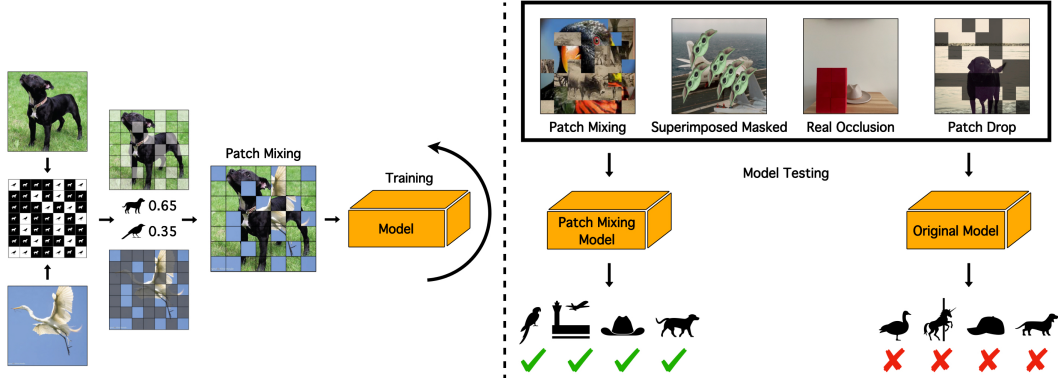 0.65
0.35
Patch Mixing
Training
Model
Patch Mixing
Superimposed Masked
Real Occlusion
Patch Drop
Model Testing
Patch Mixing
Model
Original Model